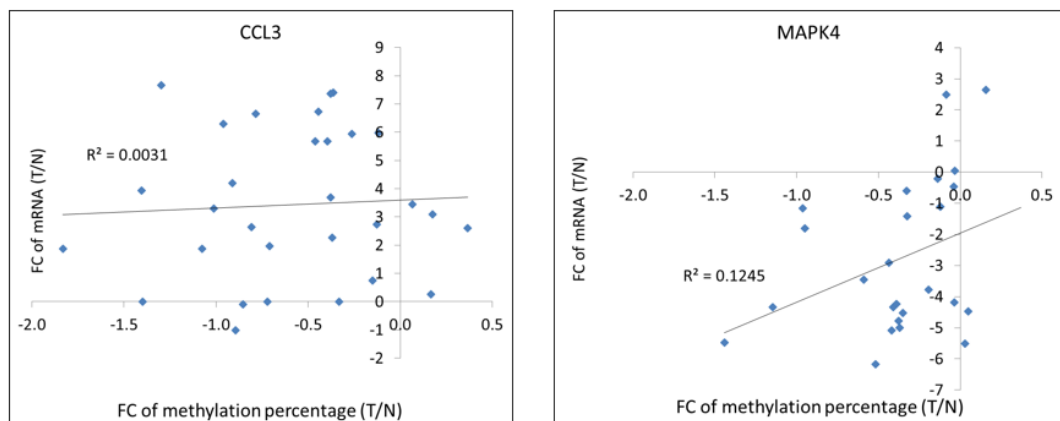 CCL3
9
8
7
6
5
4
3
2
1
0
-1
-2
-2.0 -1.5 -1.0 -0.5 0.0 0.5
R² = 0.0031
FC of mRNA (T/N)
FC of methylation percentage (T/N)
MAPK4
4
3
2
1
0
-1
-2
-3
-4
-5
-6
-7
-2.0 -1.5 -1.0 -0.5 0.0 0.5
R² = 0.1245
FC of mRNA (T/N)
FC of methylation percentage (T/N)